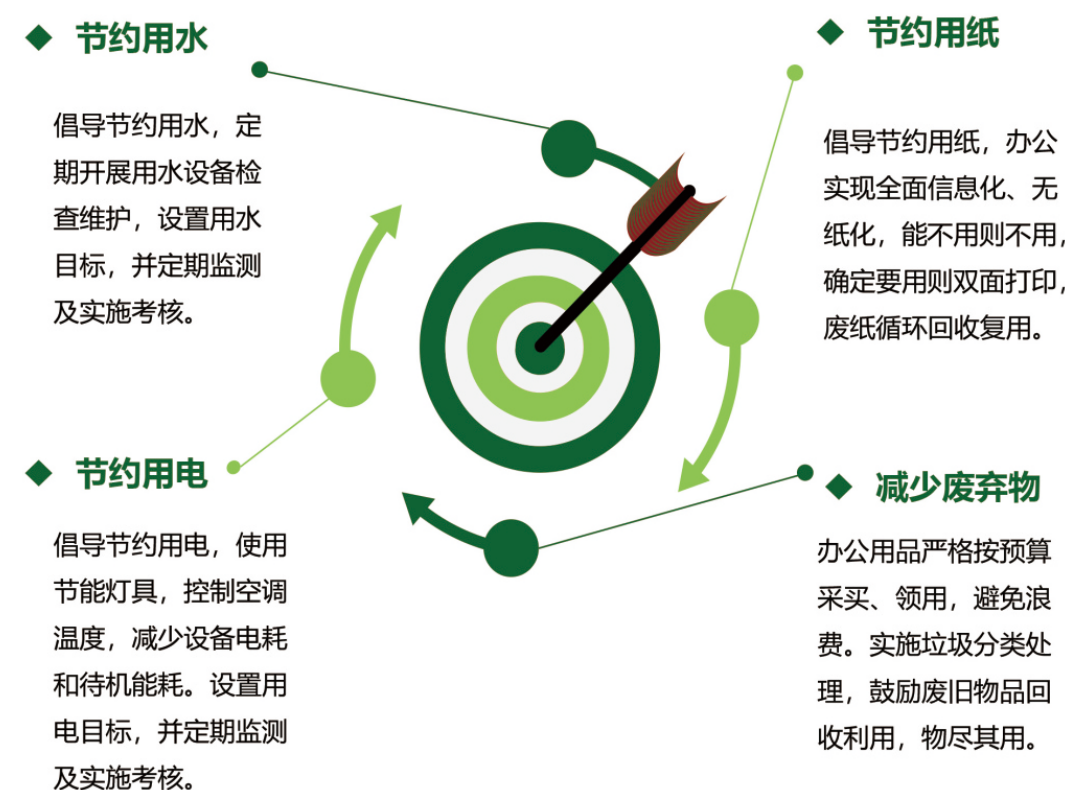 节约用水
倡导节约用水，定
期开展用水设备检
查维护，设置用水
目标，并定期监测
及实施考核。
节约用纸
倡导节约用纸，办公
实现全面信息化、无
纸化，能不用则不用，
确定要用则双面打印，
废纸循环回收复用。
节约用电
倡导节约用电，使用
节能灯具，控制空调
温度，减少设备电耗
和待机能耗。设置用
电目标，并定期监测
及实施考核。
减少废弃物
办公用品严格按预算
采买、领用，避免浪
费。实施垃圾分类处
理，鼓励废旧物品回
收利用，物尽其用。